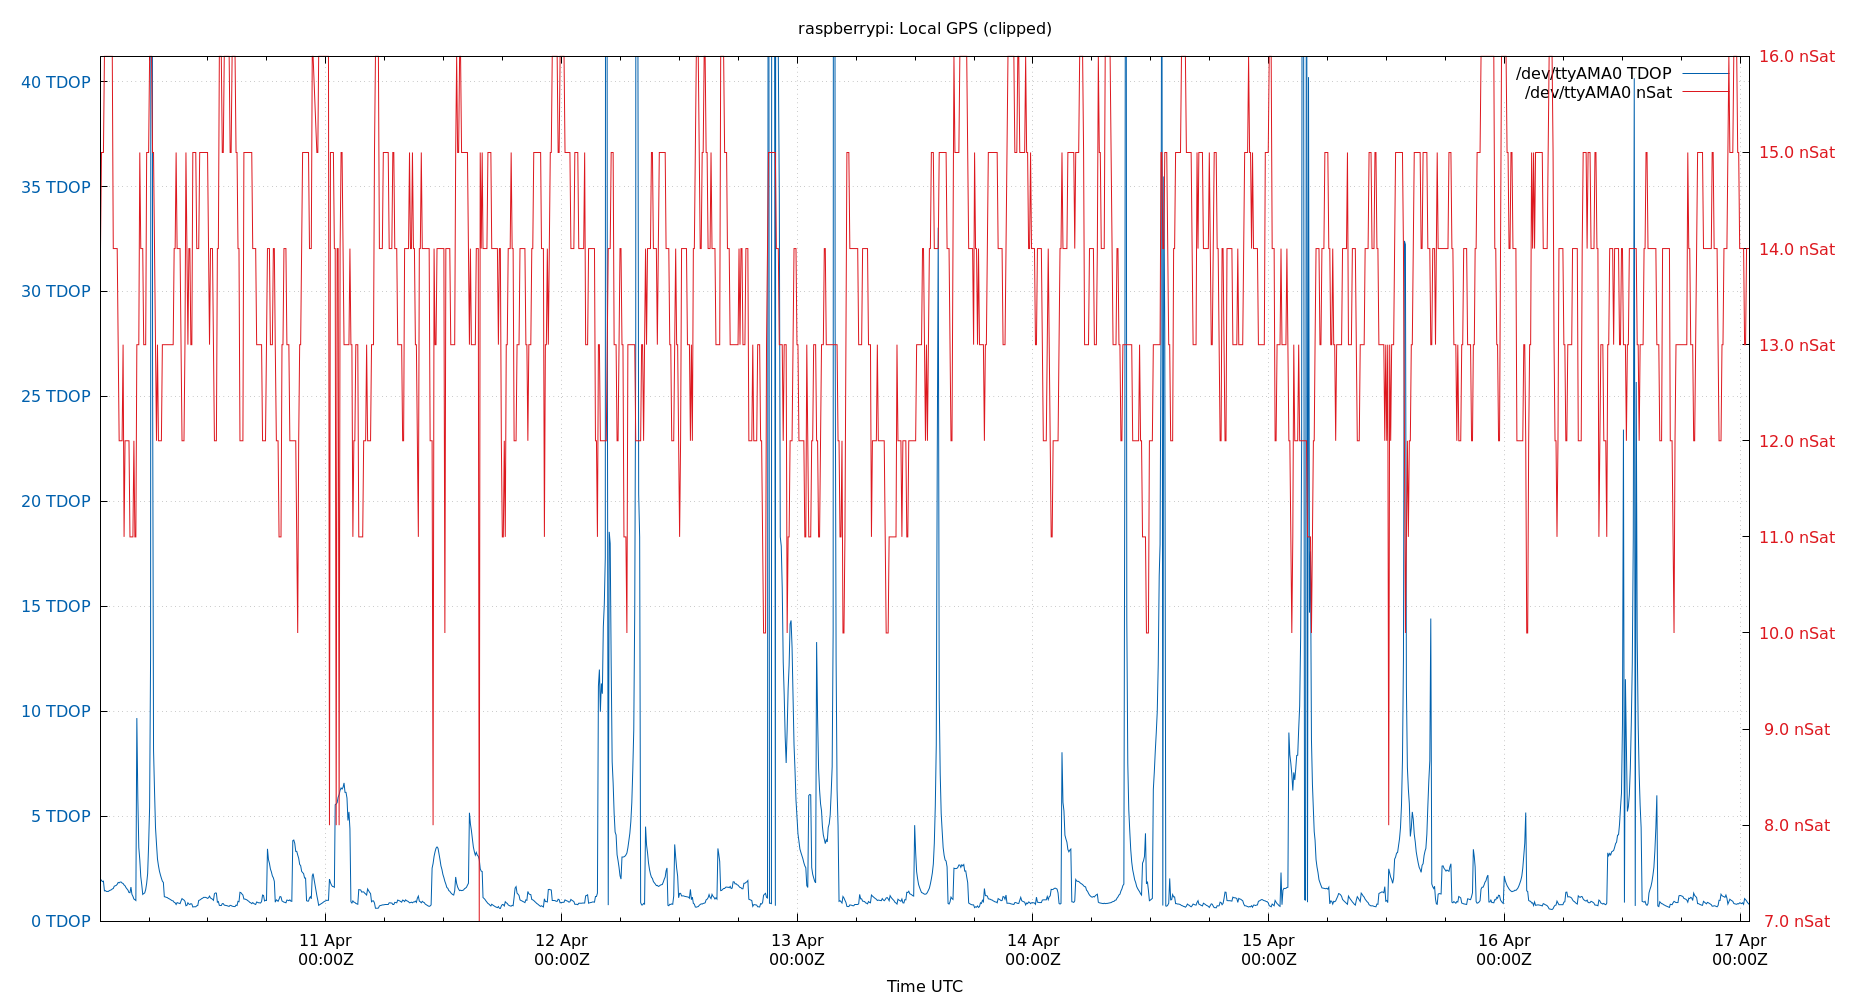 raspberrypi: Local GPS (clipped)
/dev/ttyAMA0 TDOP
/dev/ttyAMA0 nSat
40 TDOP
35 TDOP
30 TDOP
25 TDOP
20 TDOP
15 TDOP
10 TDOP
5 TDOP
0 TDOP
16.0 nSat
15.0 nSat
14.0 nSat
13.0 nSat
12.0 nSat
11.0 nSat
10.0 nSat
9.0 nSat
8.0 nSat
7.0 nSat
11 Apr
00:00Z
12 Apr
00:00Z
13 Apr
00:00Z
14 Apr
00:00Z
15 Apr
00:00Z
16 Apr
00:00Z
17 Apr
00:00Z
Time UTC